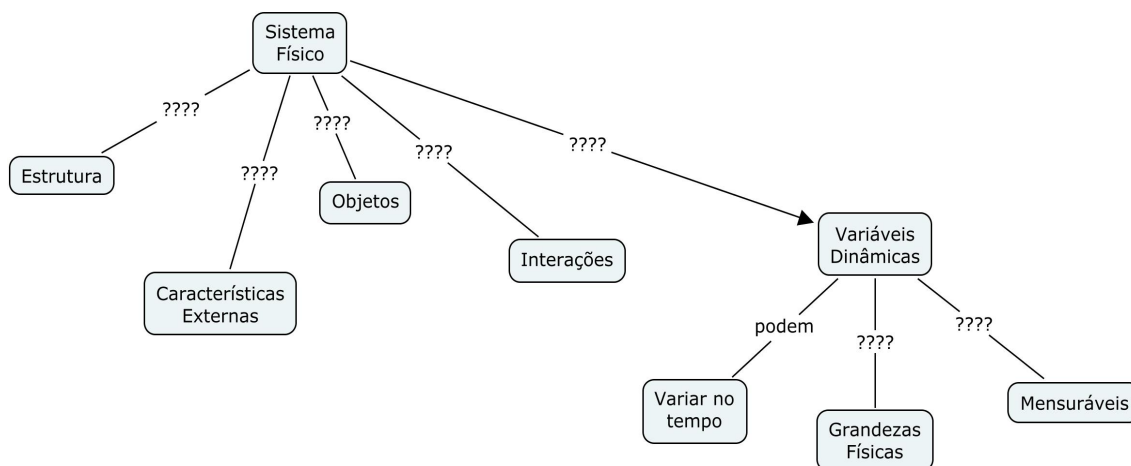 Sistema
Físico
????
????
????
????
????
Estrutura
Objetos
Interações
Características
Externas
Variáveis
Dinâmicas
podem
????
????
Variar no
tempo
Grandezas
Físicas
Mensuráveis